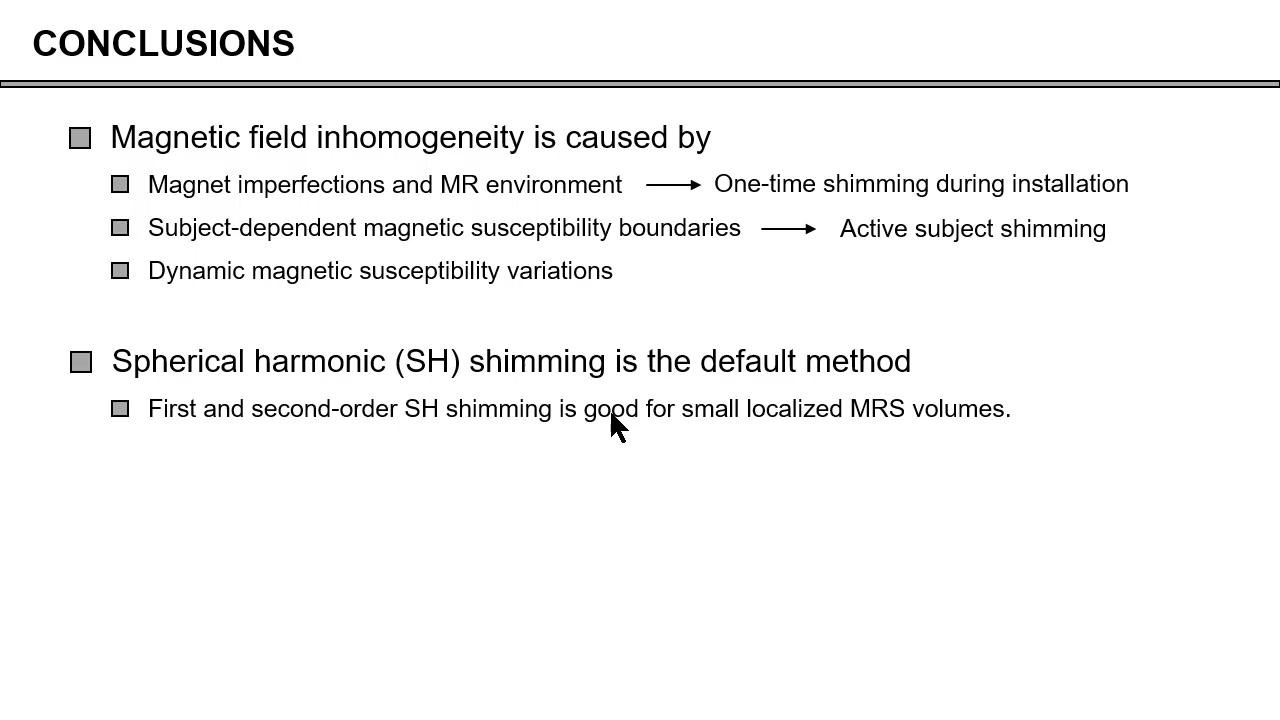 CONCLUSIONS
Magnetic field inhomogeneity is caused by
Magnet imperfections and MR environment One-time shimming during installation
Subject-dependent magnetic susceptibility boundaries Active subject shimming
Dynamic magnetic susceptibility variations
Spherical harmonic (SH) shimming is the default method
First and second-order SH shimming is good for small localized MRS volumes.